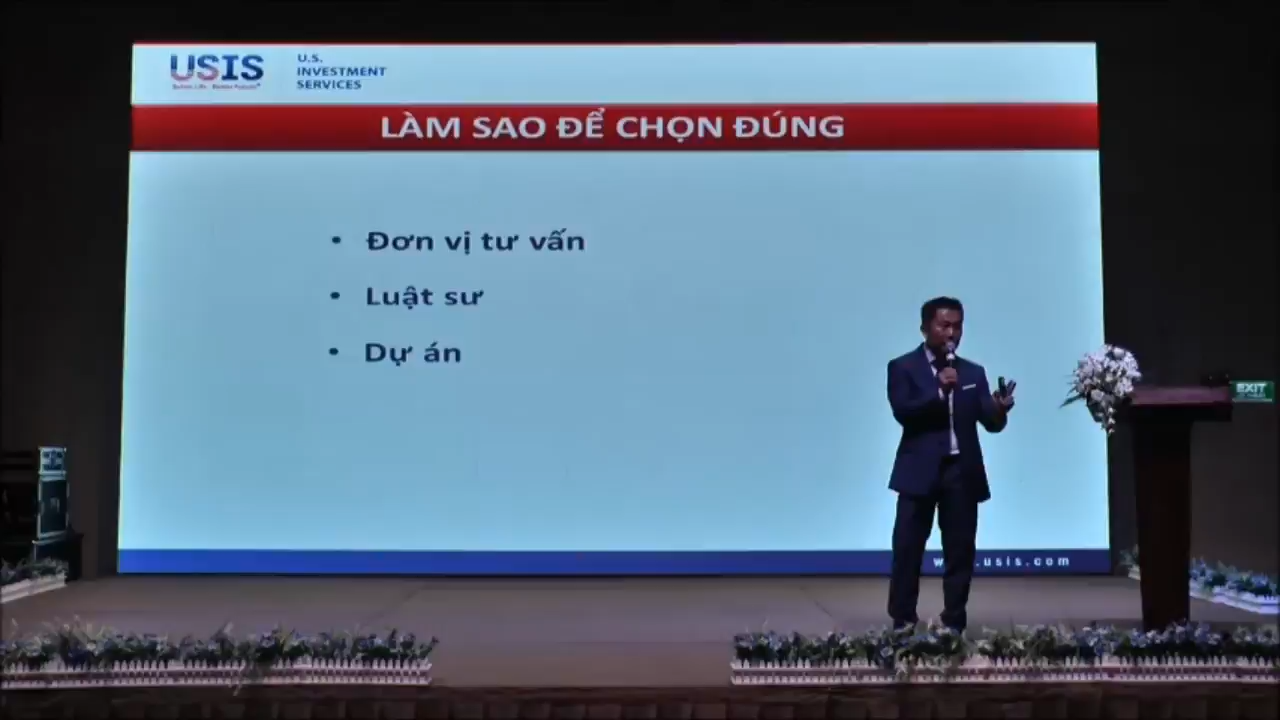 USIS
U.S.
INVESTMENT
SERVICES
LÀM SAO ĐỂ CHỌN ĐÚNG
• Đơn vị tư vấn
• Luật sư
• Dự án
EXIT
.usis.com